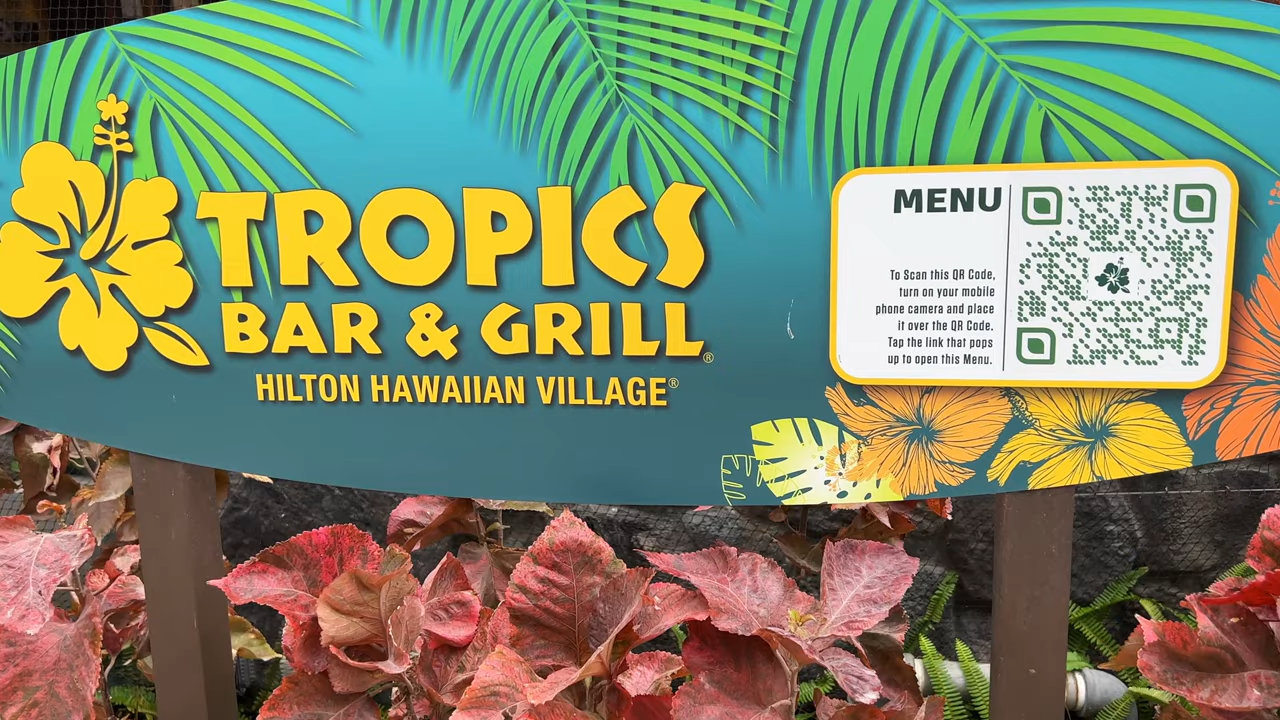 TROPICS
BAR & GRILL®
HILTON HAWAIIAN VILLAGE®
MENU
To Scan this QR Code,
turn on your mobile
phone camera and place
it over the QR Code.
Tap the link that pops
up to open this Menu.